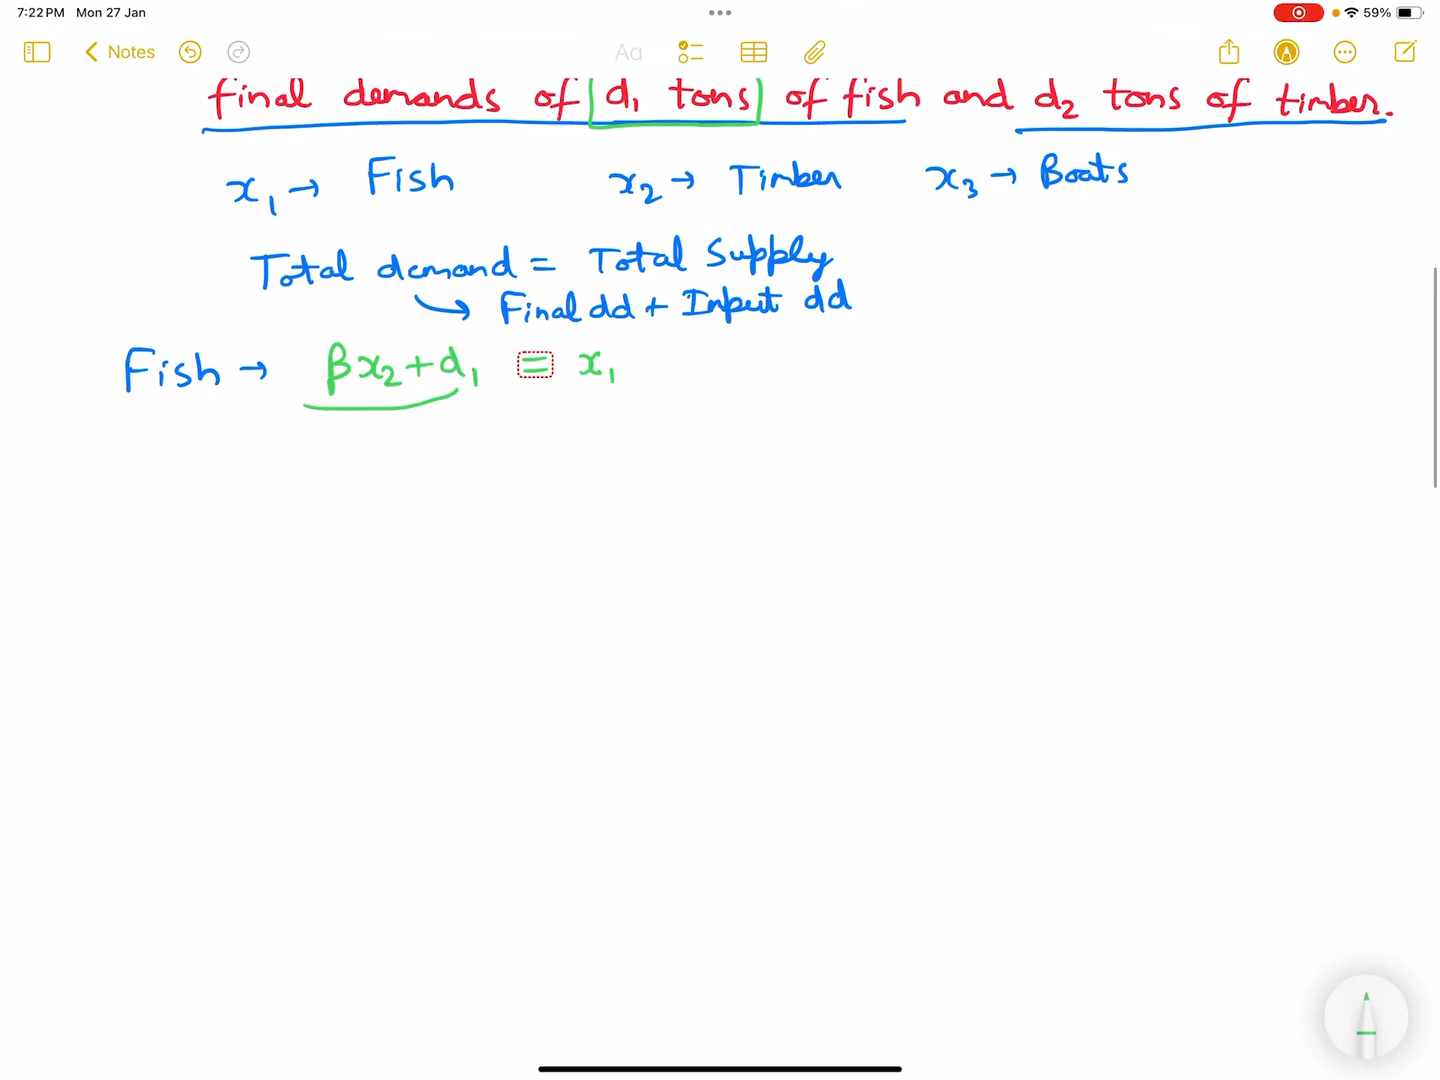 7:22 PM Mon 27 Jan 59%
Notes Aa
final demands of d₁ tons of fish and d₂ tons of timber.
x₁ → Fish x₂ → Timber x₃ → Boats
Total demand = Total Supply
↳ Final dd + Input dd
Fish → βx₂ + d₁ = x₁